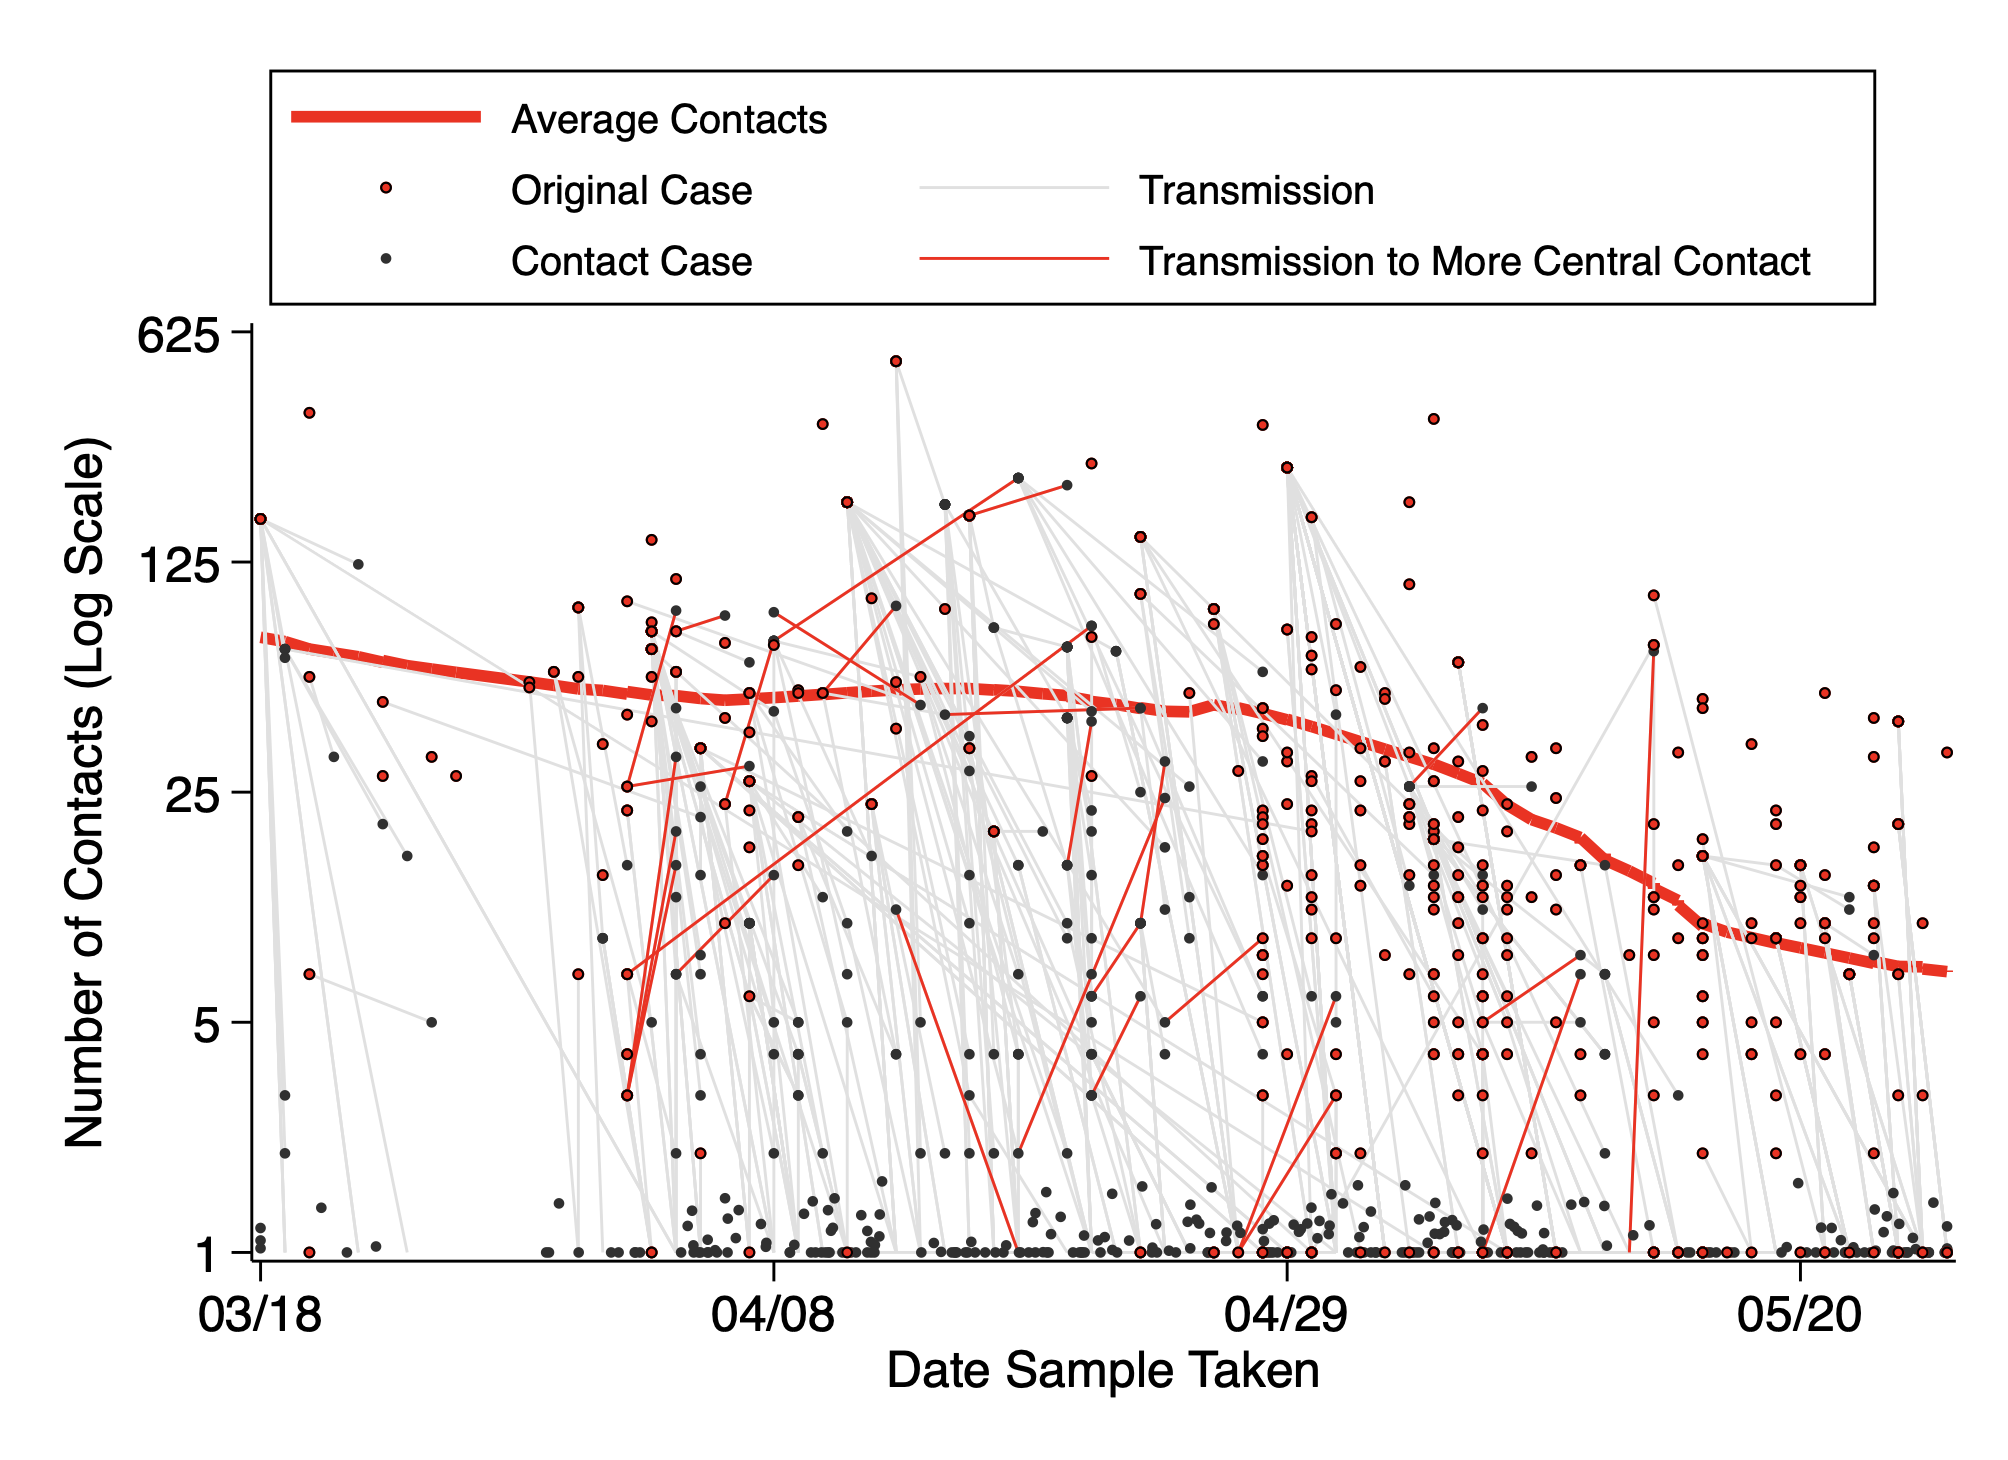 Average Contacts
Original Case
Transmission
Contact Case
Transmission to More Central Contact
Number of Contacts (Log Scale)
625
125
25
5
1
03/18
04/08
04/29
05/20
Date Sample Taken